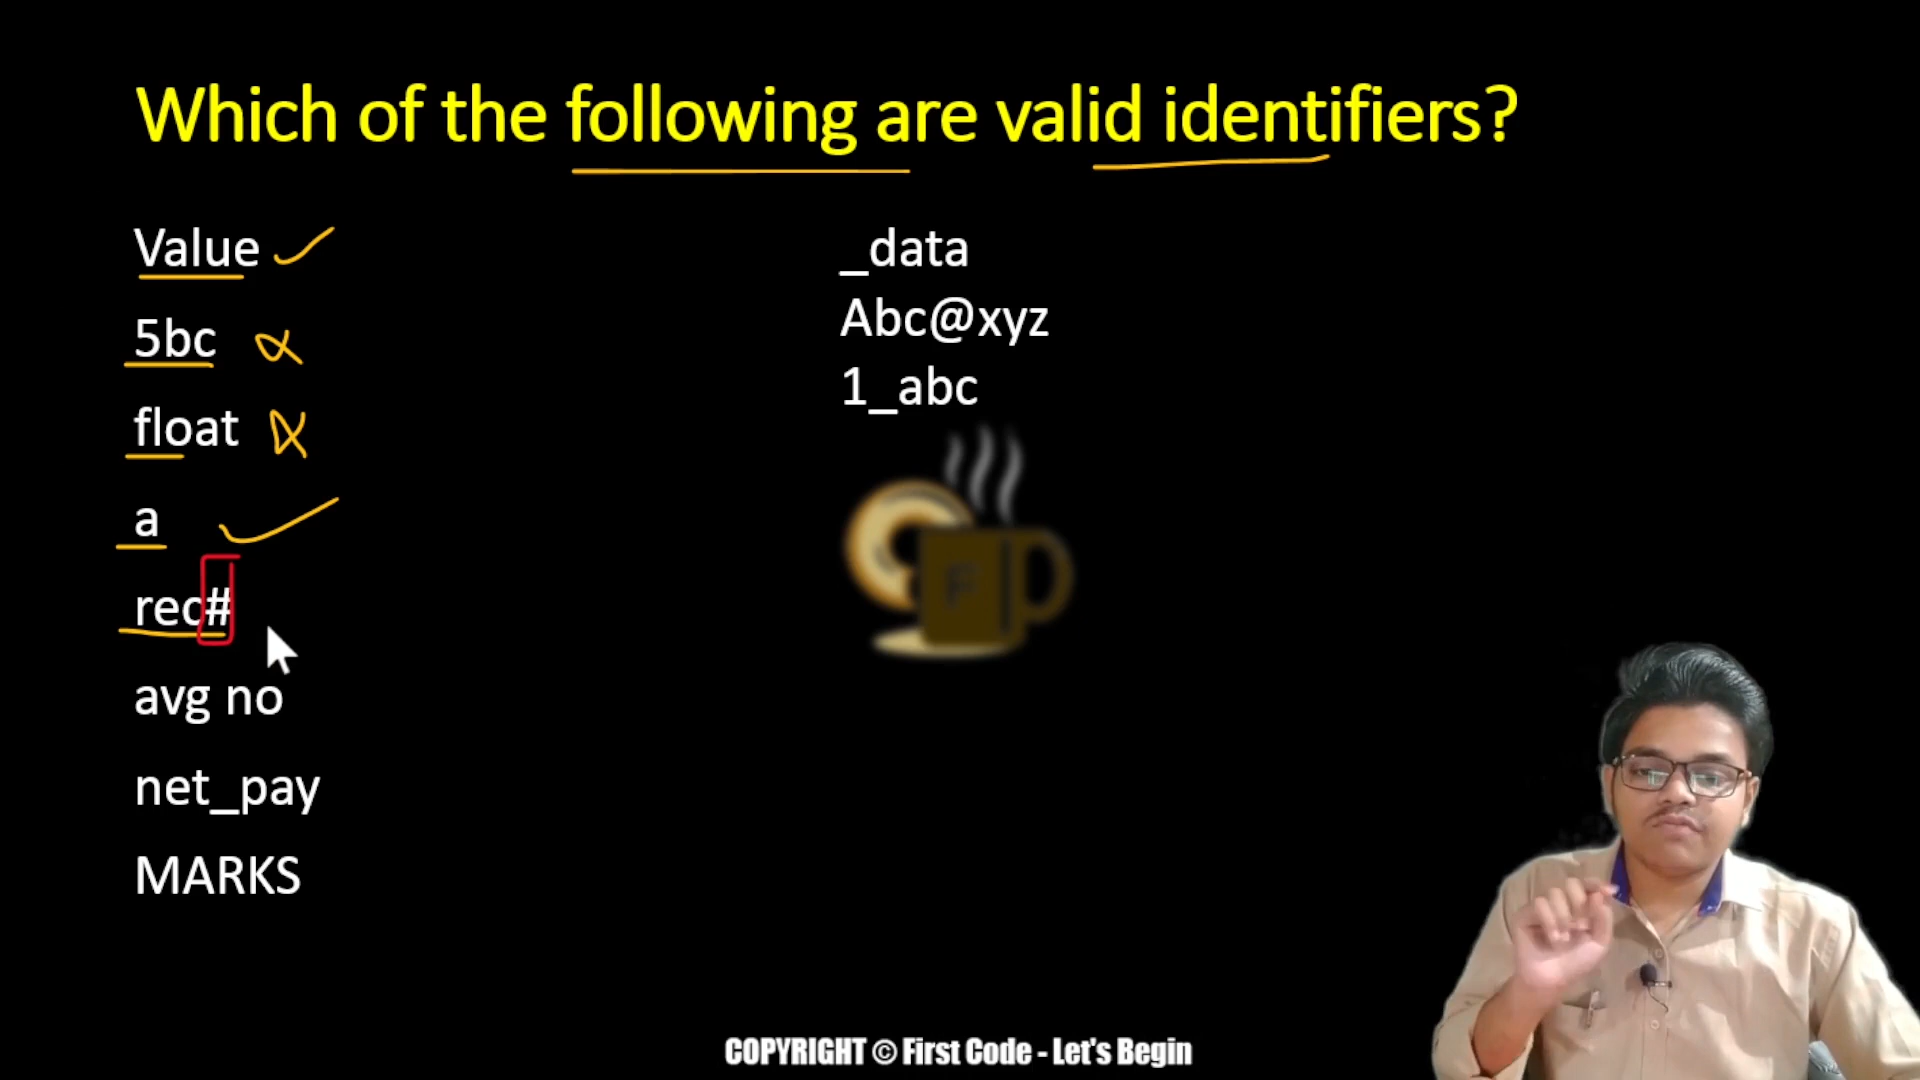 Which of the following are valid identifiers?
Value
5bc
float
a
rec#
avg no
net_pay
MARKS
_data
Abc@xyz
1_abc
F
COPYRIGHT © First Code - Let's Begin